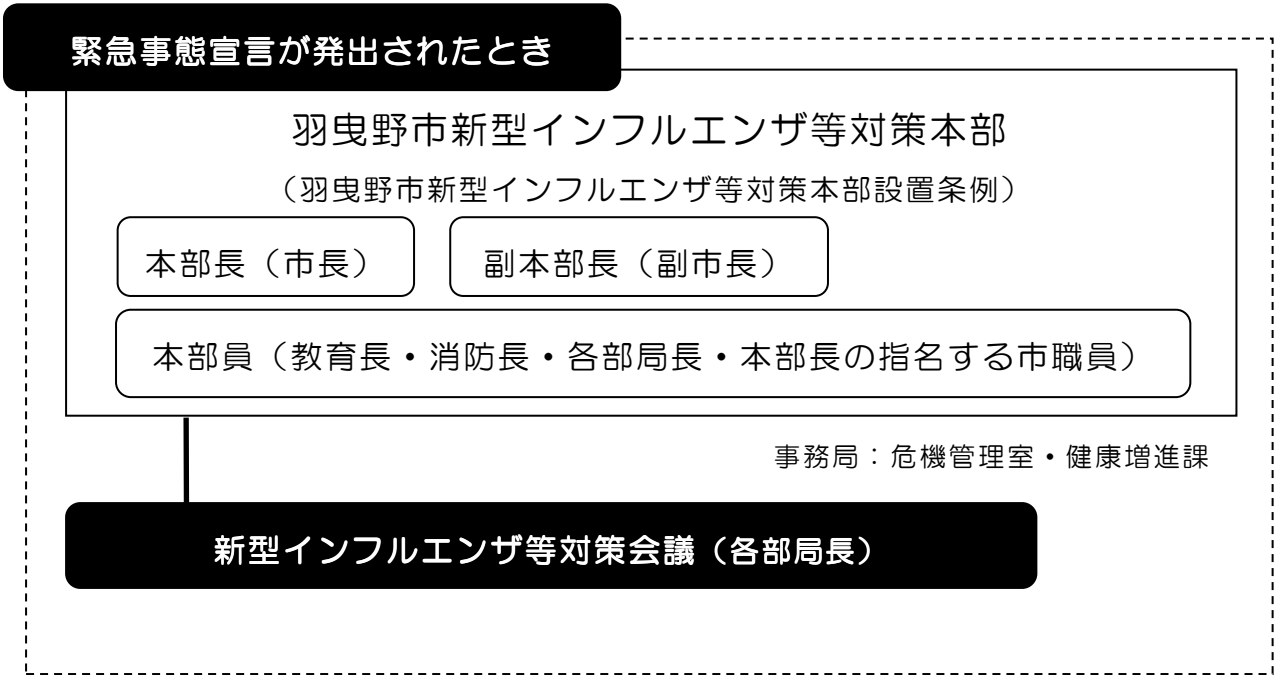 緊急事態宣言が発出されたとき
羽曳野市新型インフルエンザ等対策本部
（羽曳野市新型インフルエンザ等対策本部設置条例）
本部長（市長）
副本部長（副市長）
本部員（教育長・消防長・各部局長・本部長の指名する市職員）
事務局：危機管理室・健康増進課
新型インフルエンザ等対策会議（各部局長）